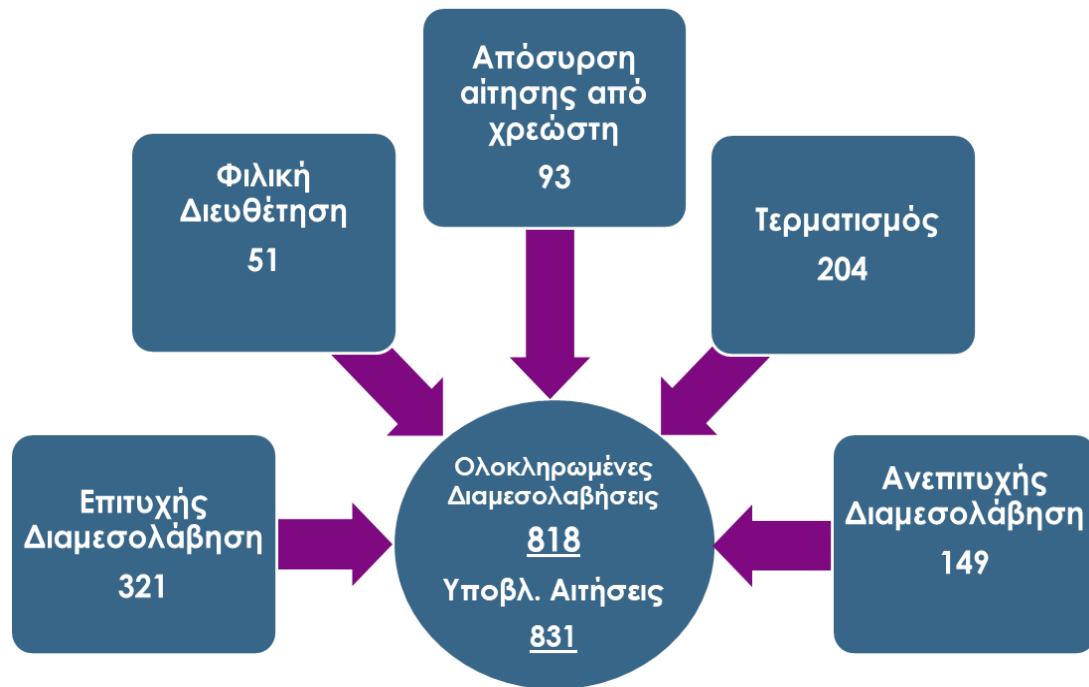 Απόσυρση
αίτησης από
χρεώστη
93
Φιλική
Διευθέτηση
51
Τερματισμός
204
Επιτυχής
Διαμεσολάβηση
321
Ολοκληρωμένες
Διαμεσολαβήσεις
818
Υποβλ. Αιτήσεις
831
Ανεπιτυχής
Διαμεσολάβηση
149